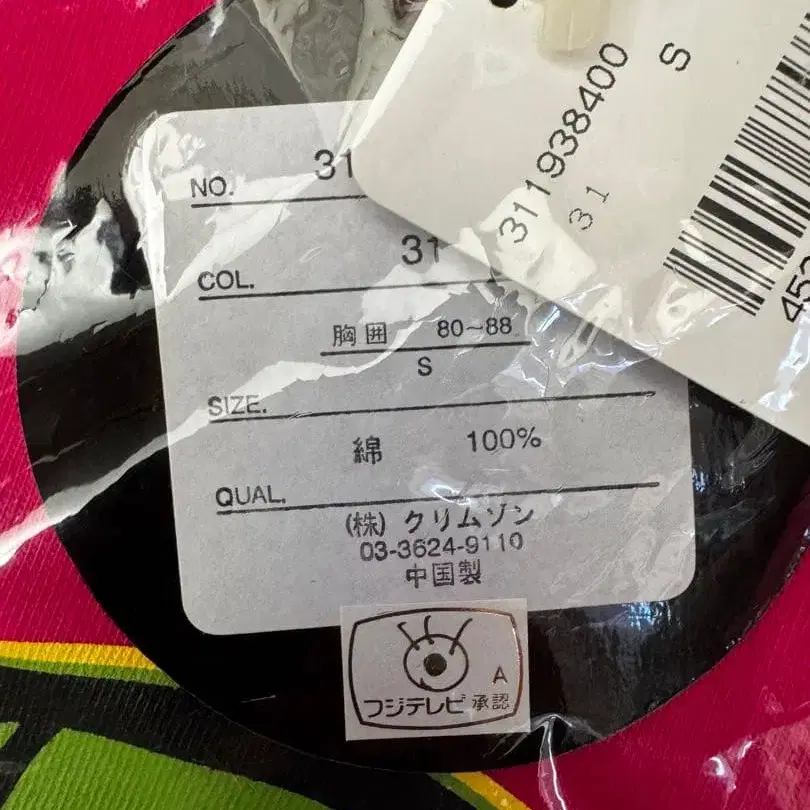 311938400
S
31
NO. 31
COL. 31
胸囲 80~88
S
SIZE.
綿 100%
QUAL.
(株) クリムゾン
03-3624-9110
中国製
A
フジテレビ 承認